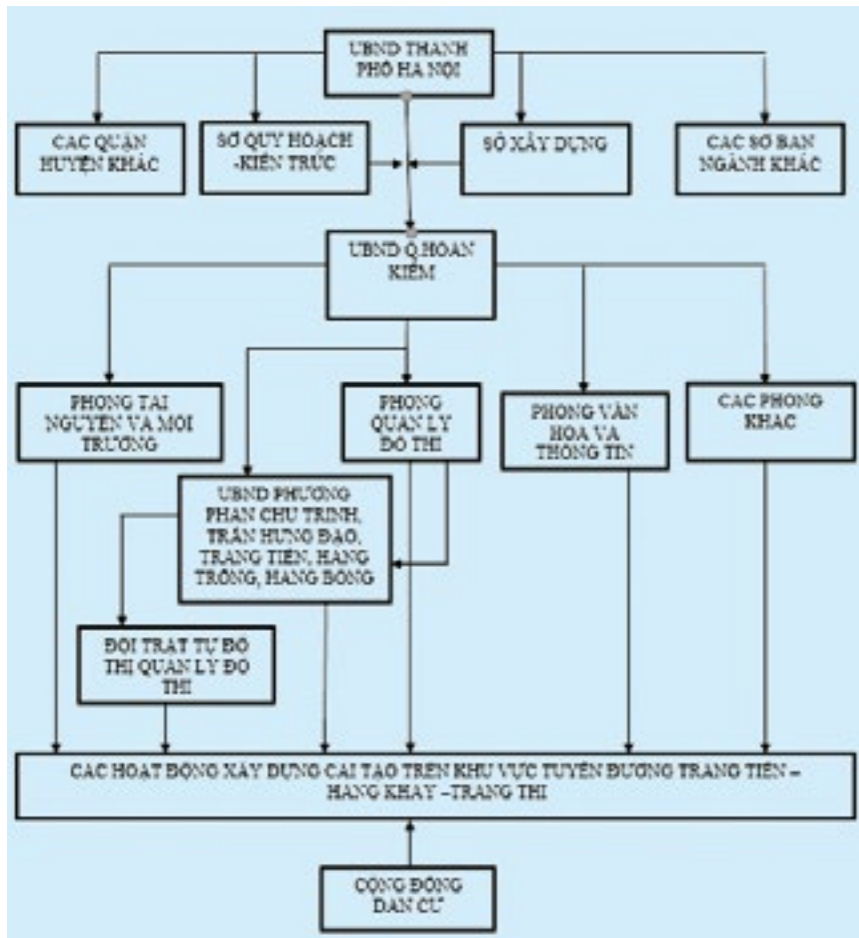 UBND THÀNH
PHỐ HÀ NỘI
CÁC QUẬN
HUYỆN KHÁC
SỞ QUY HOẠCH
-KIẾN TRÚC
SỞ XÂY DỰNG
CÁC SỞ BAN
NGÀNH KHÁC
UBND Q.HOÀN
KIẾM
PHÒNG TÀI
NGUYÊN VÀ MÔI
TRƯỜNG
PHÒNG
QUẢN LÝ
ĐÔ THỊ
PHÒNG VĂN
HÓA VÀ
THÔNG TIN
CÁC PHÒNG
KHÁC
UBND PHƯỜNG
PHAN CHU TRINH,
TRẦN HƯNG ĐẠO,
TRÀNG TIỀN, HÀNG
TRỐNG, HÀNG BÔNG
ĐỘI TRẬT TỰ ĐÔ
THỊ QUẢN LÝ ĐÔ
THỊ
CÁC HOẠT ĐỘNG XÂY DỰNG CẢI TẠO TRÊN KHU VỰC TUYẾN ĐƯỜNG TRÀNG TIỀN –
HÀNG KHAY –TRÀNG THI
CỘNG ĐỒNG
DÂN CƯ